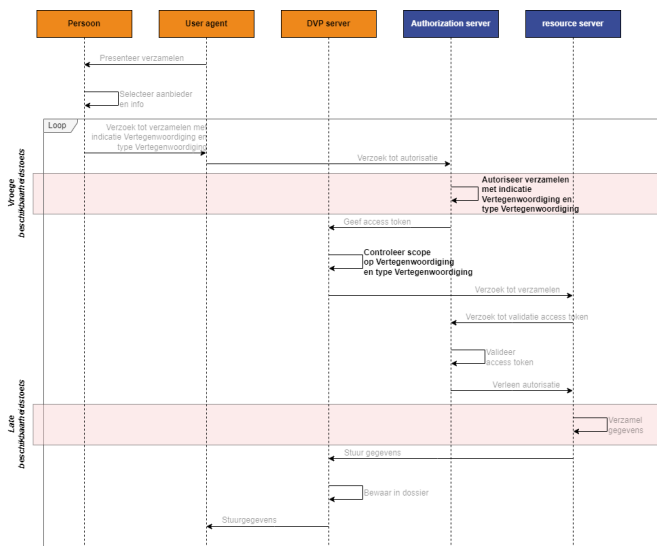 Persoon
User agent
DVP server
Authorization server
resource server
Presenteer verzamelen
Selecteer aanbieder
en info
Loop
Verzoek tot verzamelen met
indicatie Vertegenwoordiging en
type Vertegenwoordiging
Verzoek tot autorisatie
Vroege
beschikbaarheidstoets
Autoriseer verzamelen
met indicatie
Vertegenwoordiging en
type Vertegenwoordiging
Geef access token
Controleer scope
op Vertegenwoordiging
en type Vertegenwoordiging
Verzoek tot verzamelen
Verzoek tot validatie access token
Valideer
access token
Verleen autorisatie
Late
beschikbaarheidstoets
Verzamel
gegevens
Stuur gegevens
Bewaar in dossier
Stuurgegevens